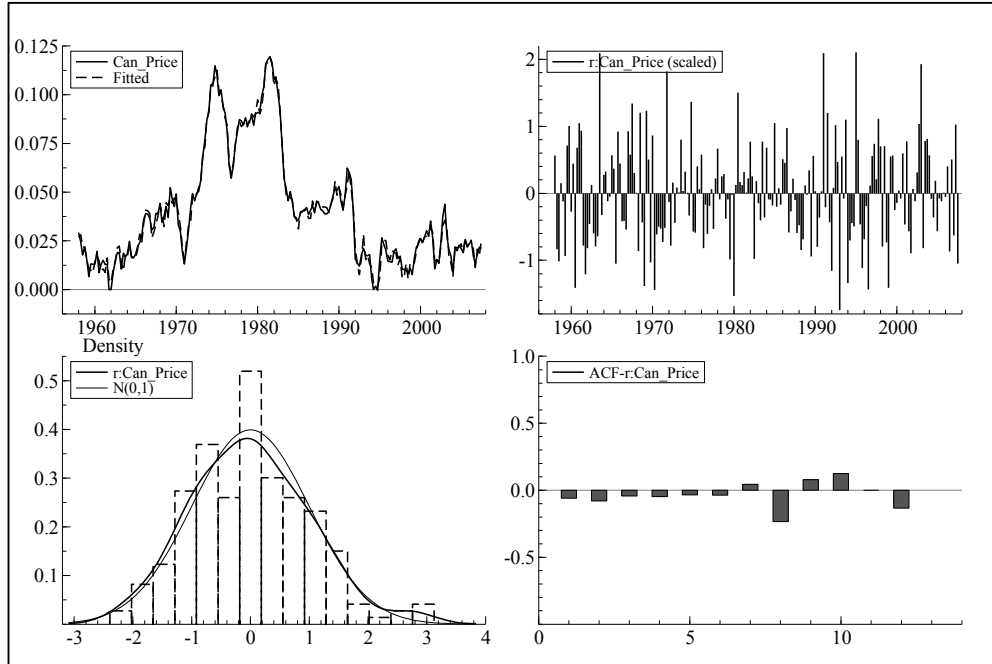 0.125
0.100
0.075
0.050
0.025
0.000
Can_Price
Fitted
1960 1970 1980 1990 2000
2
1
0
-1
r:Can_Price (scaled)
1960 1970 1980 1990 2000
Density
0.5
0.4
0.3
0.2
0.1
r:Can_Price
N(0,1)
-3 -2 -1 0 1 2 3 4
1.0
0.5
0.0
-0.5
ACF-r:Can_Price
0 5 10